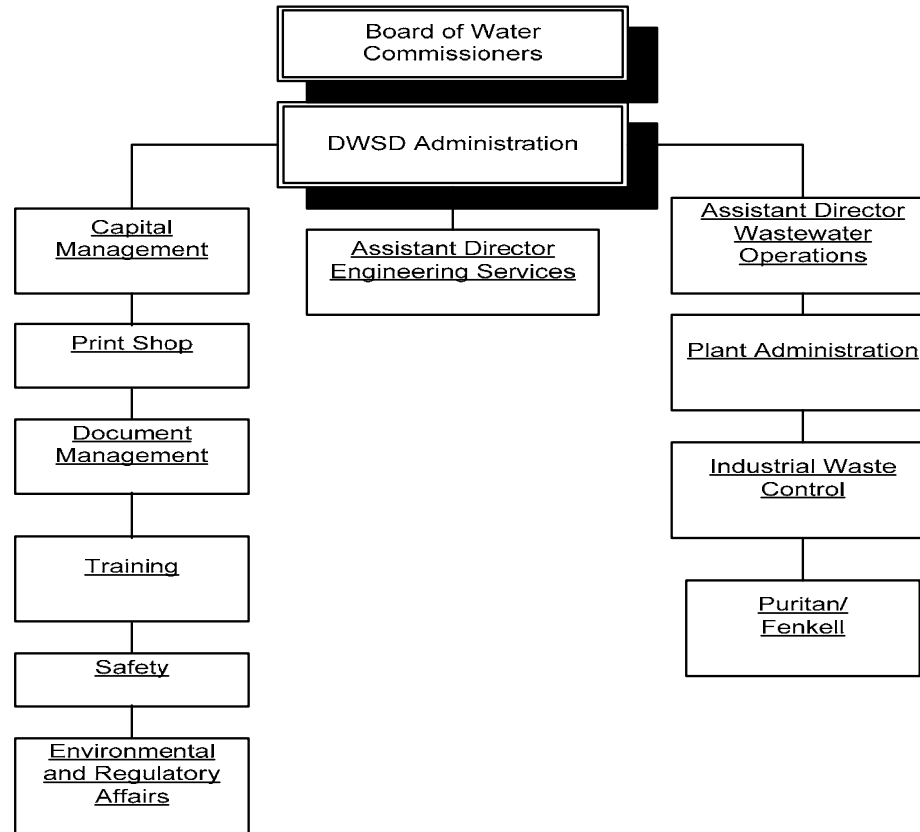 Board of Water
Commissioners
DWSD Administration
Capital
Management
Print Shop
Document
Management
Training
Safety
Environmental
and Regulatory
Affairs
Assistant Director
Engineering Services
Assistant Director
Wastewater
Operations
Plant Administration
Industrial Waste
Control
Puritan/
Fenkell